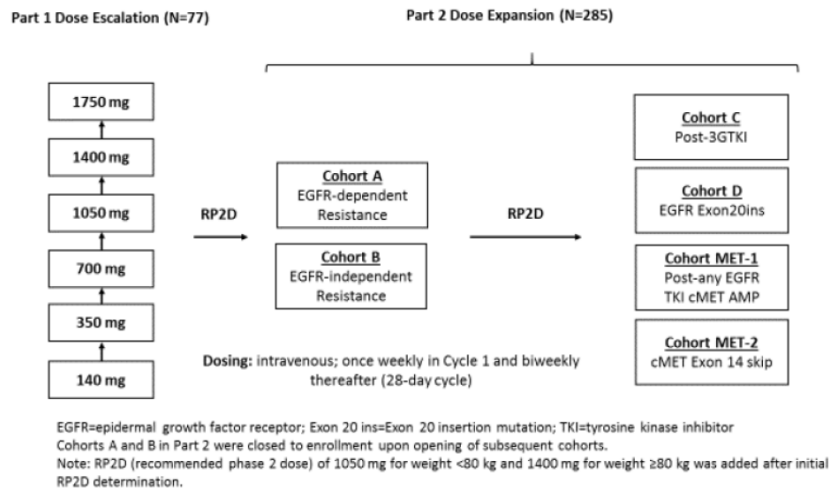 Part 1 Dose Escalation (N=77)
Part 2 Dose Expansion (N=285)
1750 mg
1400 mg
1050 mg
700 mg
350 mg
140 mg
RP2D
Cohort A
EGFR-dependent
Resistance
Cohort B
EGFR-independent
Resistance
RP2D
Cohort C
Post-3GTKI
Cohort D
EGFR Exon20ins
Cohort MET-1
Post-any EGFR
TKI cMET AMP
Cohort MET-2
cMET Exon 14 skip
Dosing: intravenous; once weekly in Cycle 1 and biweekly
thereafter (28-day cycle)
EGFR=epidermal growth factor receptor; Exon 20 ins=Exon 20 insertion mutation; TKI=tyrosine kinase inhibitor
Cohorts A and B in Part 2 were closed to enrollment upon opening of subsequent cohorts.
Note: RP2D (recommended phase 2 dose) of 1050 mg for weight <80 kg and 1400 mg for weight ≥80 kg was added after initial
RP2D determination.